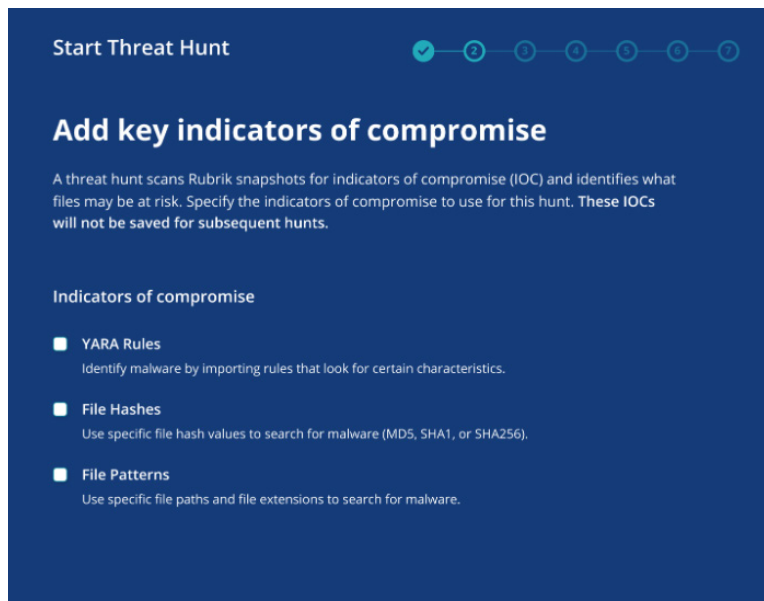 Start Threat Hunt
2 3 4 5 6 7
Add key indicators of compromise
A threat hunt scans Rubrik snapshots for indicators of compromise (IOC) and identifies what
files may be at risk. Specify the indicators of compromise to use for this hunt. These IOCs
will not be saved for subsequent hunts.
Indicators of compromise
YARA Rules
Identify malware by importing rules that look for certain characteristics.
File Hashes
Use specific file hash values to search for malware (MD5, SHA1, or SHA256).
File Patterns
Use specific file paths and file extensions to search for malware.